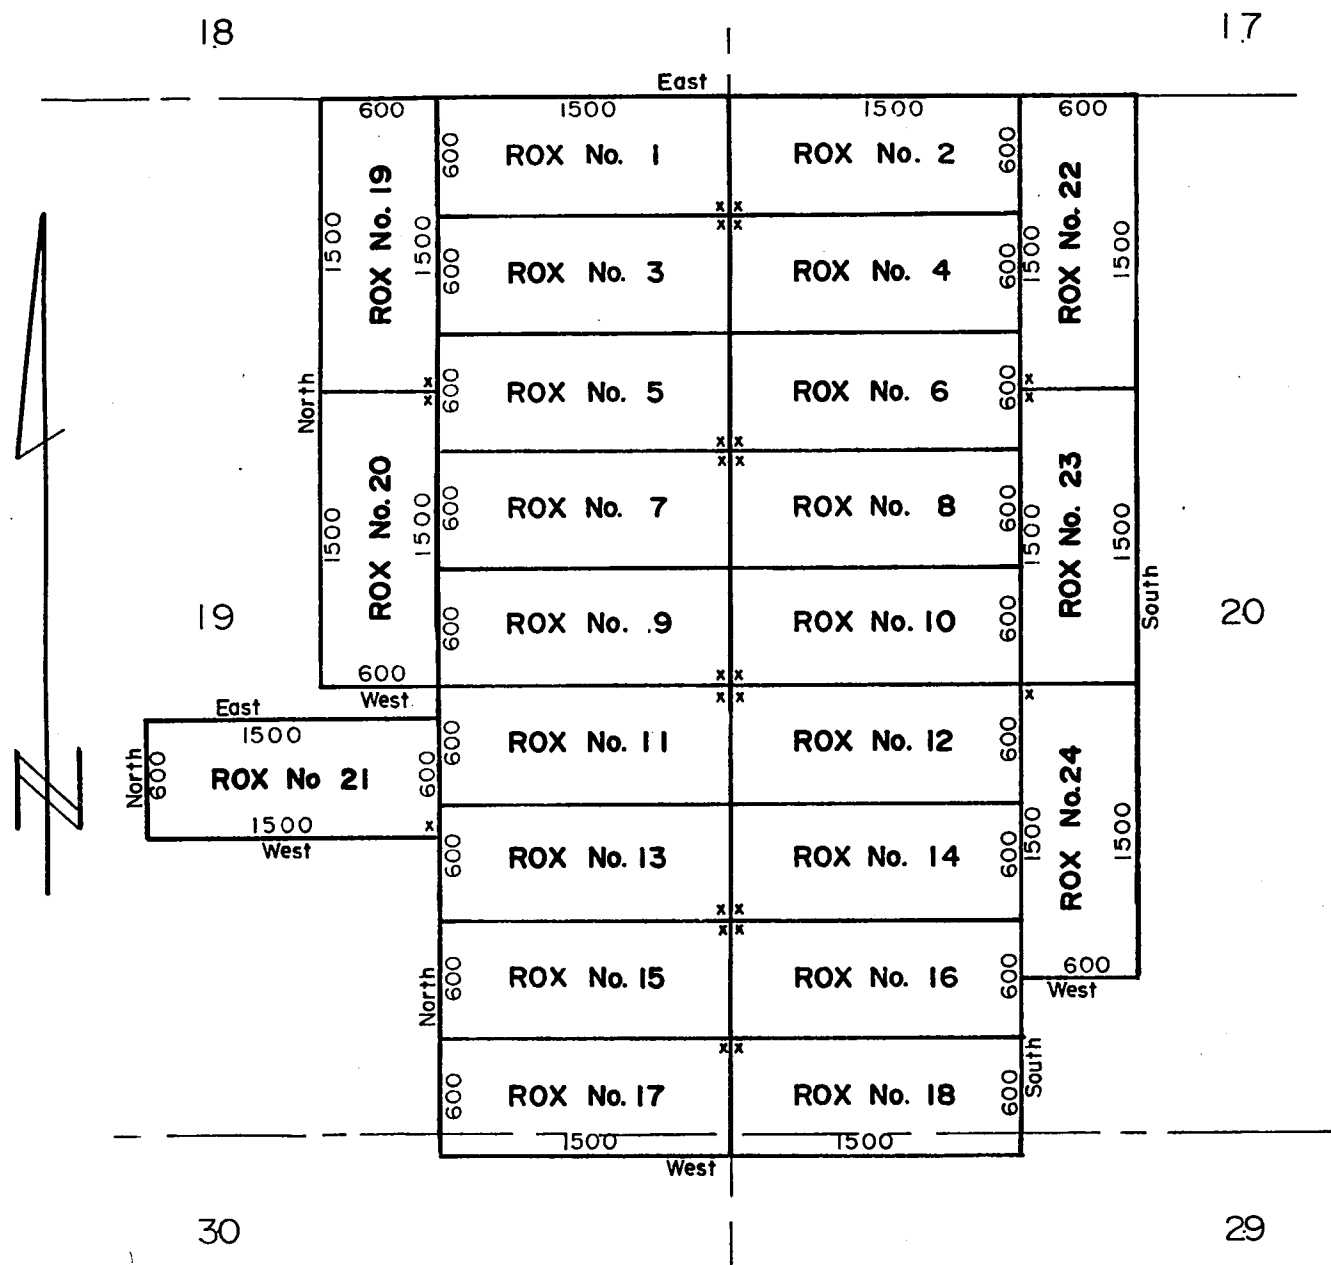 18
17
East
600
1500
1500
600
600
ROX No. 1
ROX No. 2
600
ROX No. 19
1500
1500
ROX No. 22
1500
1500
600
ROX No. 3
ROX No. 4
600
North
600
ROX No. 5
ROX No. 6
600
ROX No. 20
1500
1500
ROX No. 23
1500
1500
600
ROX No. 7
ROX No. 8
600
South
19
20
600
ROX No. 9
ROX No. 10
600
600
West
East
1500
North
600
ROX No 21
600
1500
West
600
ROX No. 11
ROX No. 12
600
ROX No. 24
1500
1500
600
ROX No. 13
ROX No. 14
600
600
West
North
600
ROX No. 15
ROX No. 16
600
South
600
ROX No. 17
ROX No. 18
600
1500
1500
West
30
29
N
x x
x x
x
x
x
x
x x
x x
x x
x x
x
x
x x
x x
x x